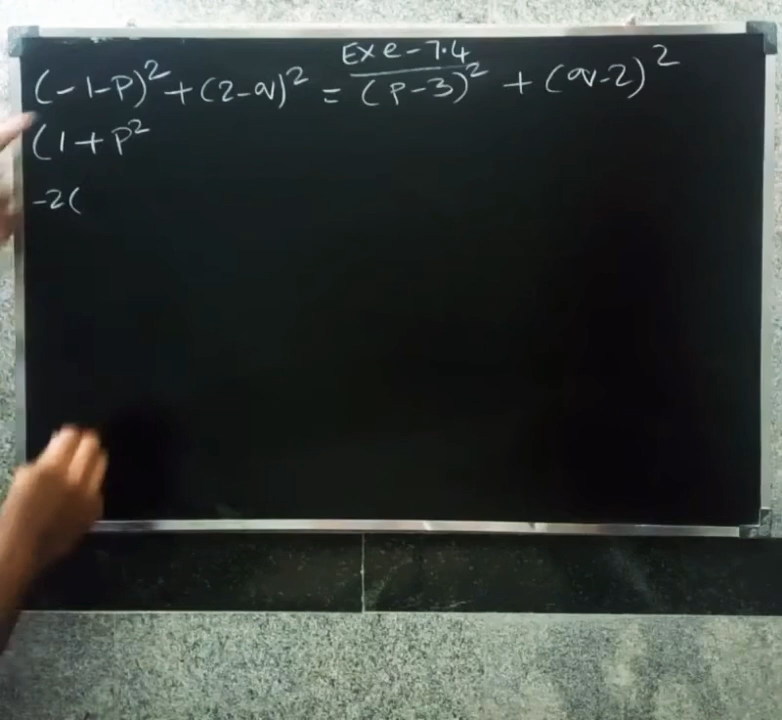 Exe-7.4
(-1-p)² + (2-q)² = (p-3)² + (q-2)²
(1+p²
-2(